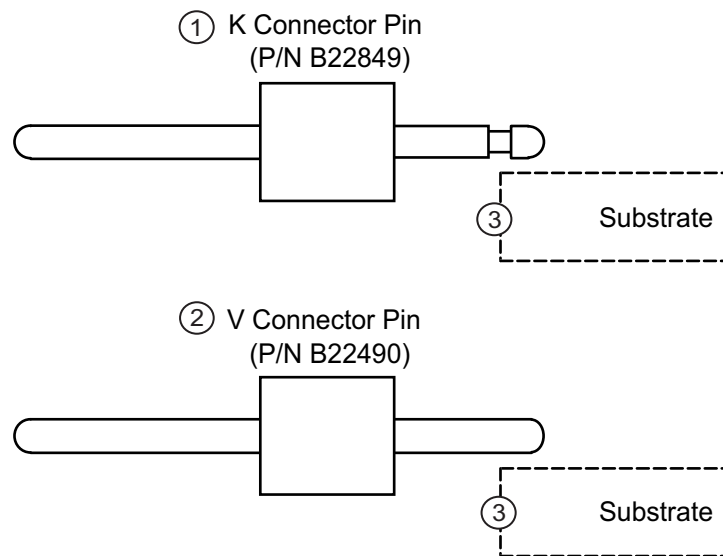 1 K Connector Pin
(P/N B22849)
3 Substrate
2 V Connector Pin
(P/N B22490)
3 Substrate